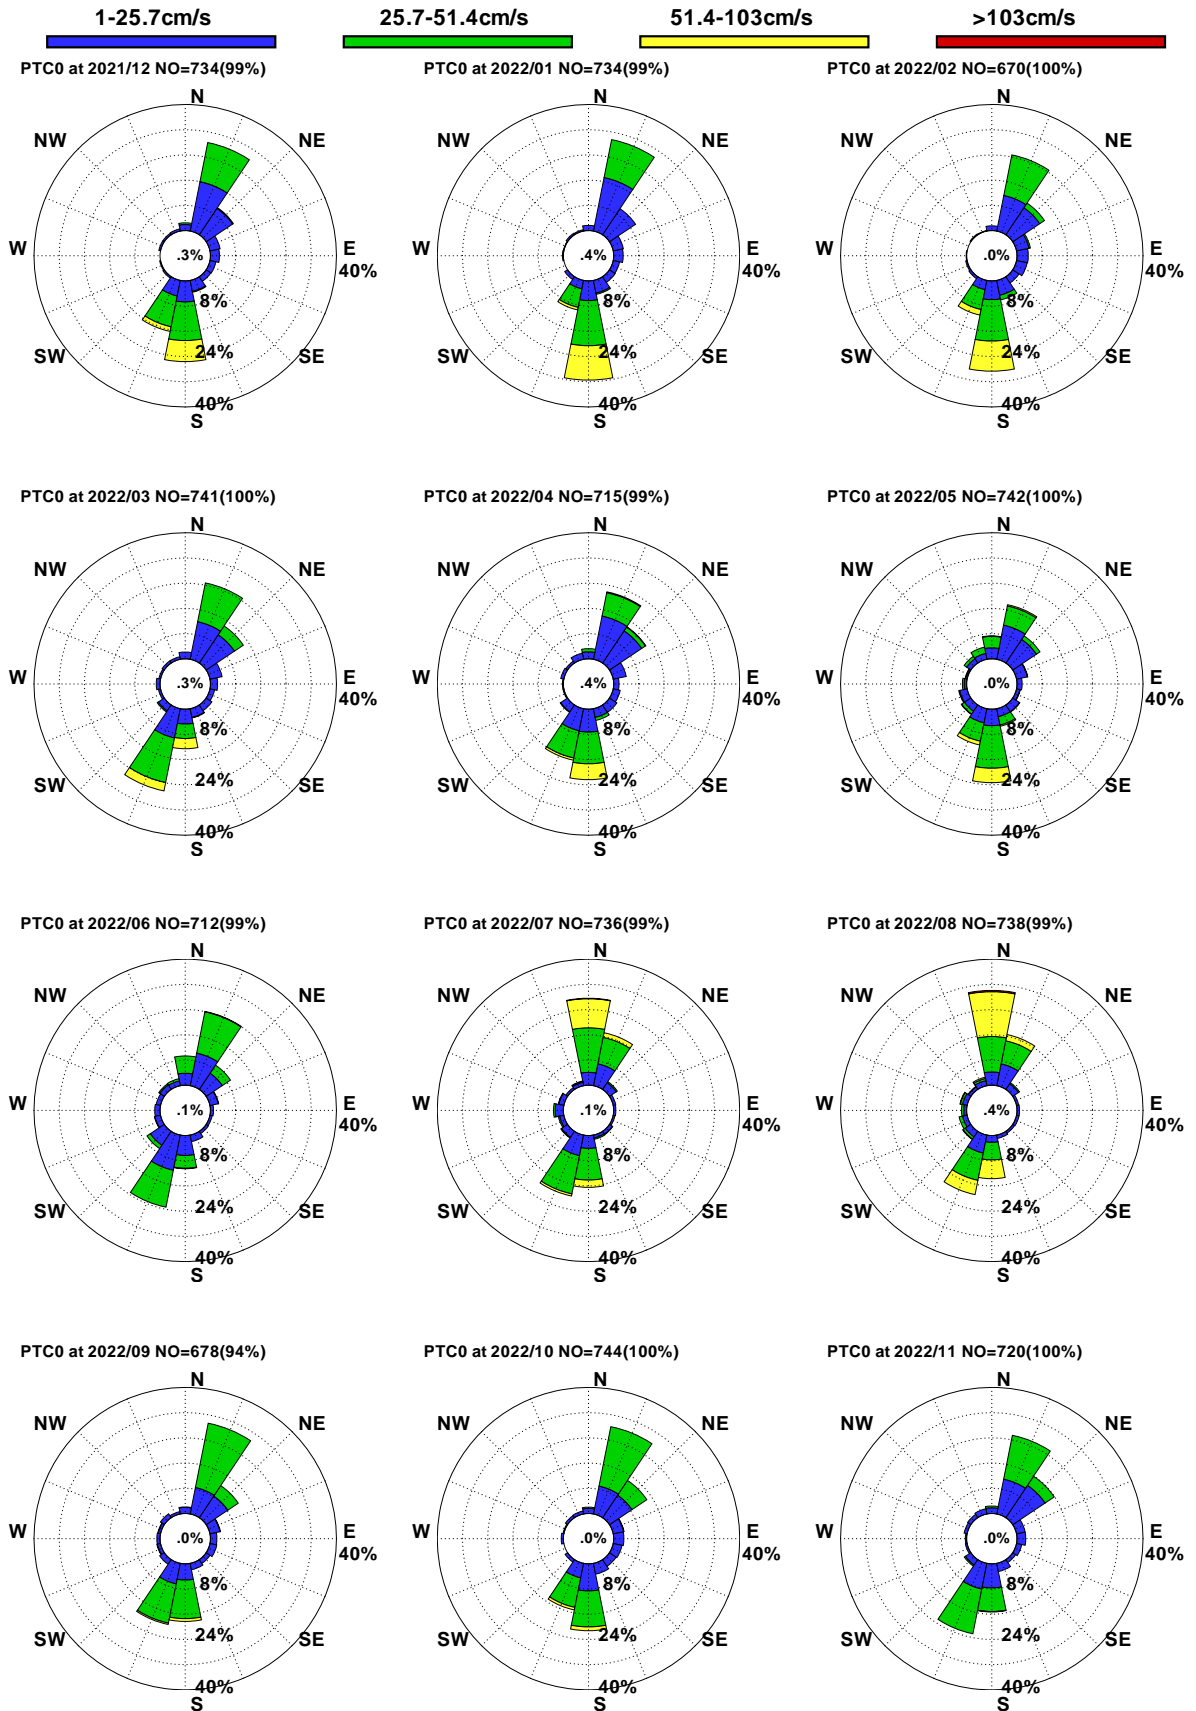 1-25.7cm/s 25.7-51.4cm/s 51.4-103cm/s >103cm/s
PTC0 at 2021/12 NO=734(99%) PTC0 at 2022/01 NO=734(99%) PTC0 at 2022/02 NO=670(100%)
N N N
NW NE NW NE NW NE
W .3% E W .4% E W .0% E
40% 40% 40%
8% 8% 8%
SW 24% SE SW 24% SE SW 24% SE
40% 40% 40%
S S S
PTC0 at 2022/03 NO=741(100%) PTC0 at 2022/04 NO=715(99%) PTC0 at 2022/05 NO=742(100%)
N N N
NW NE NW NE NW NE
W .3% E W .4% E W .0% E
40% 40% 40%
8% 8% 8%
SW 24% SE SW 24% SE SW 24% SE
40% 40% 40%
S S S
PTC0 at 2022/06 NO=712(99%) PTC0 at 2022/07 NO=736(99%) PTC0 at 2022/08 NO=738(99%)
N N N
NW NE NW NE NW NE
W .1% E W .1% E W .4% E
40% 40% 40%
8% 8% 8%
SW 24% SE SW 24% SE SW 24% SE
40% 40% 40%
S S S
PTC0 at 2022/09 NO=678(94%) PTC0 at 2022/10 NO=744(100%) PTC0 at 2022/11 NO=720(100%)
N N N
NW NE NW NE NW NE
W .0% E W .0% E W .0% E
40% 40% 40%
8% 8% 8%
SW 24% SE SW 24% SE SW 24% SE
40% 40% 40%
S S S